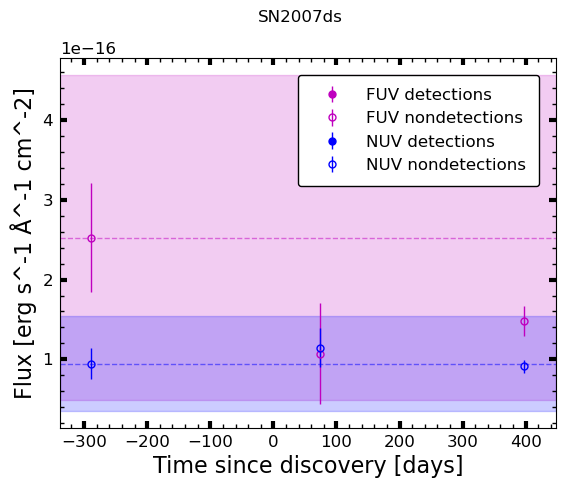 SN2007ds
1e−16
Flux [erg s^-1 Å^-1 cm^-2]
4
3
2
1
FUV detections
FUV nondetections
NUV detections
NUV nondetections
−300 −200 −100 0 100 200 300 400
Time since discovery [days]